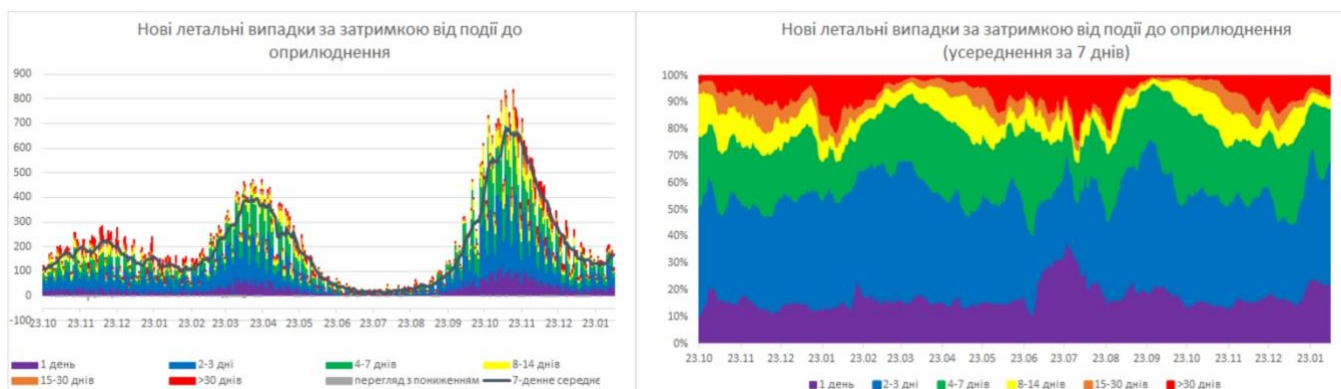 Нові летальні випадки за затримкою від події до
оприлюднення
900
800
700
600
500
400
300
200
100
0
-100
23.10 23.11 23.12 23.01 23.02 23.03 23.04 23.05 23.06 23.07 23.08 23.09 23.10 23.11 23.12 23.01
1 день 2-3 дні 4-7 днів 8-14 днів
15-30 днів >30 днів перегляд з пониженням 7-денне середнє
Нові летальні випадки за затримкою від події до оприлюднення
(усереднення за 7 днів)
100%
90%
80%
70%
60%
50%
40%
30%
20%
10%
0%
23.10 23.11 23.12 23.01 23.02 23.03 23.04 23.05 23.06 23.07 23.08 23.09 23.10 23.11 23.12 23.01
1 день 2-3 дні 4-7 днів 8-14 днів 15-30 днів >30 днів